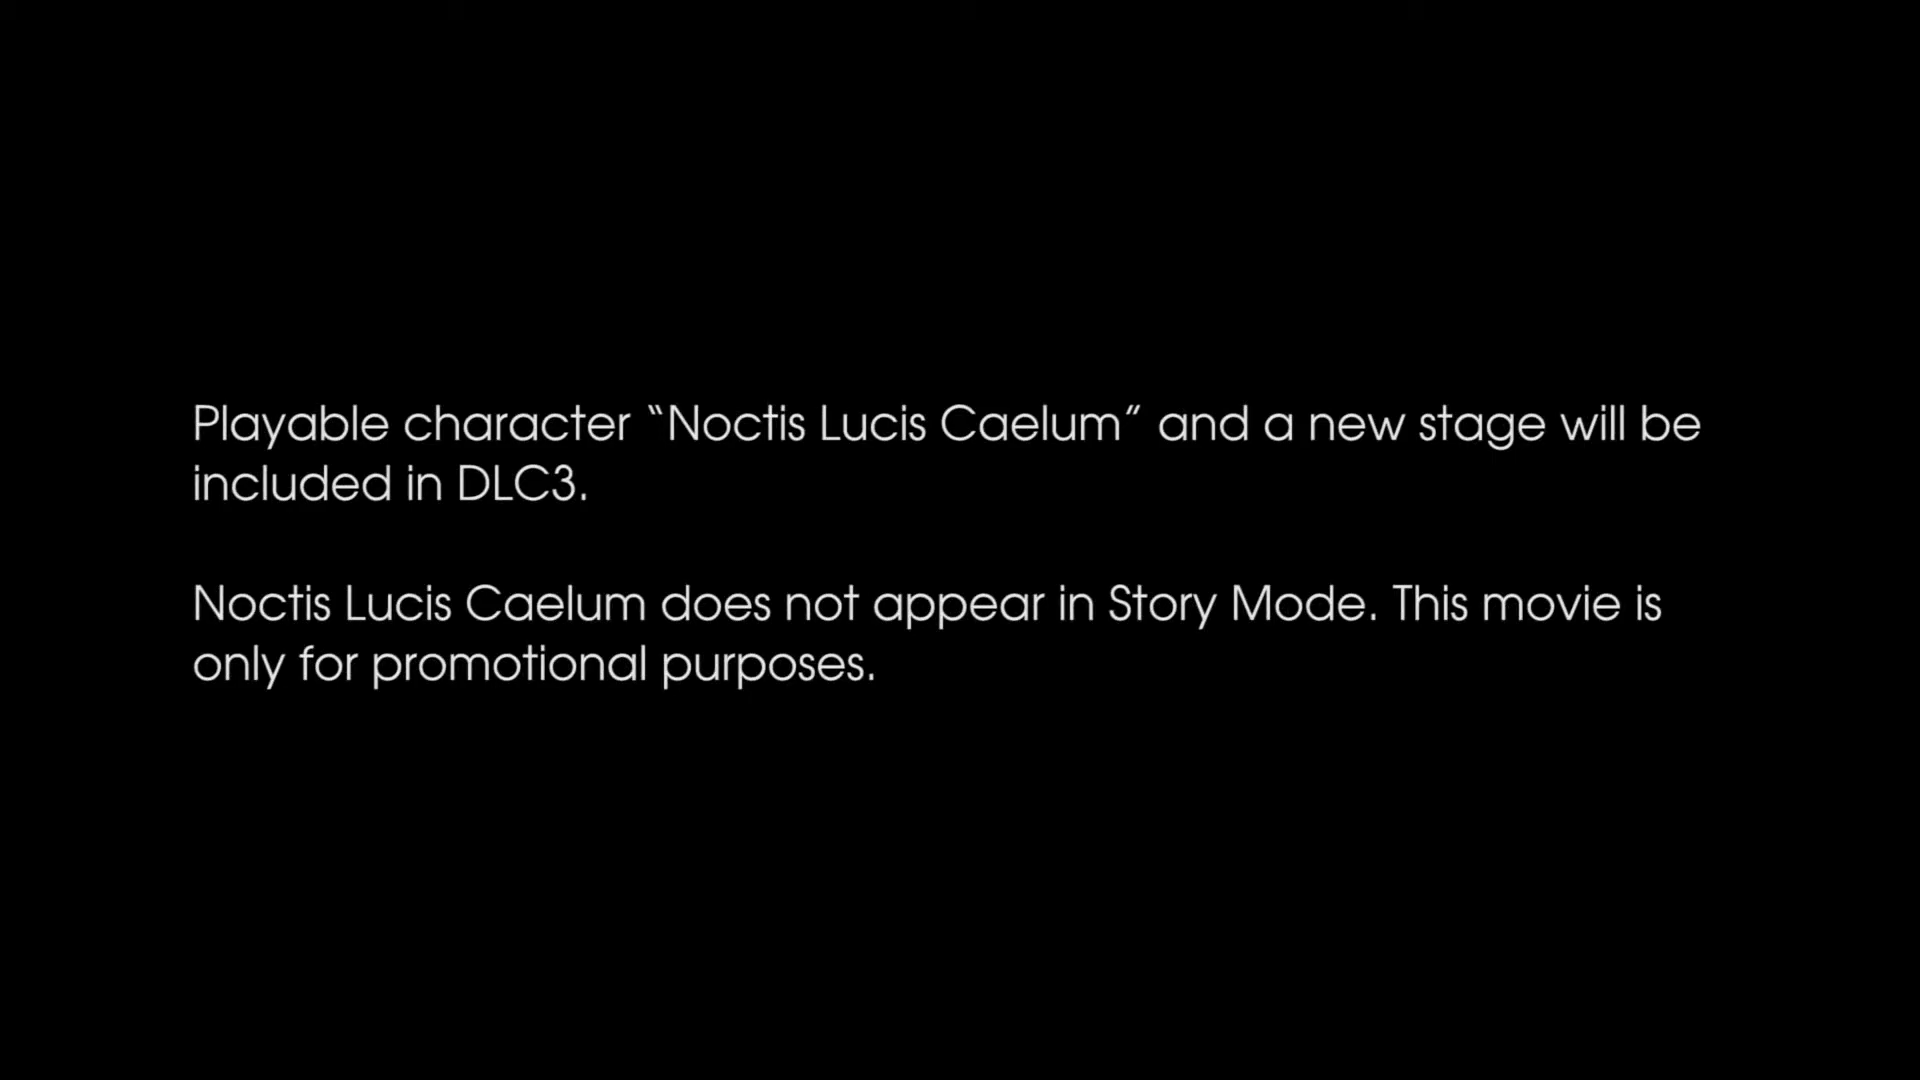 Playable character “Noctis Lucis Caelum” and a new stage will be
included in DLC3.
Noctis Lucis Caelum does not appear in Story Mode. This movie is
only for promotional purposes.